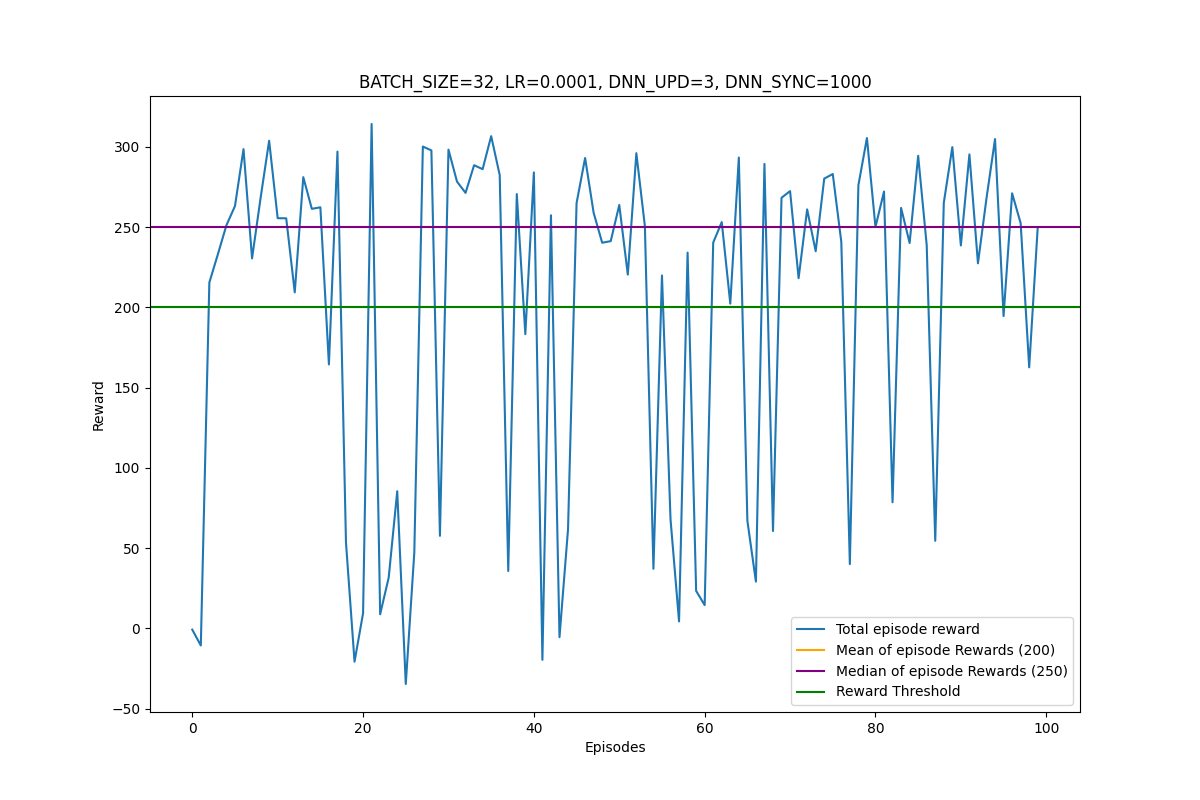 BATCH_SIZE=32, LR=0.0001, DNN_UPD=3, DNN_SYNC=1000
300
250
200
150
100
50
0
−50
Reward
Total episode reward
Mean of episode Rewards (200)
Median of episode Rewards (250)
Reward Threshold
0 20 40 60 80 100
Episodes